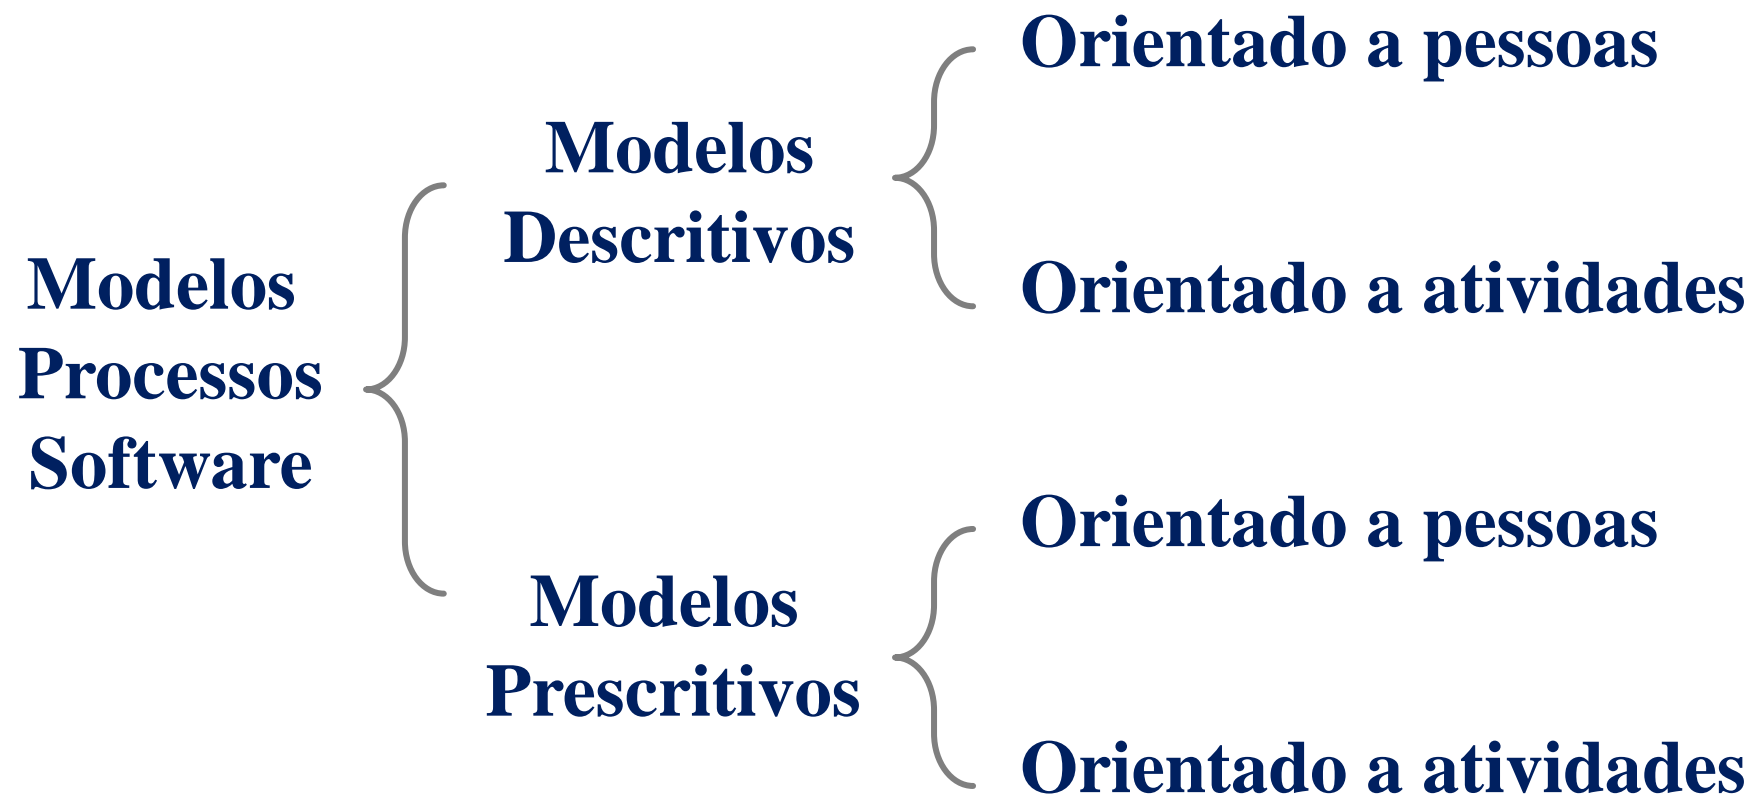 Modelos
Processos
Software
Modelos
Descritivos
Orientado a pessoas
Orientado a atividades
Modelos
Prescritivos
Orientado a pessoas
Orientado a atividades